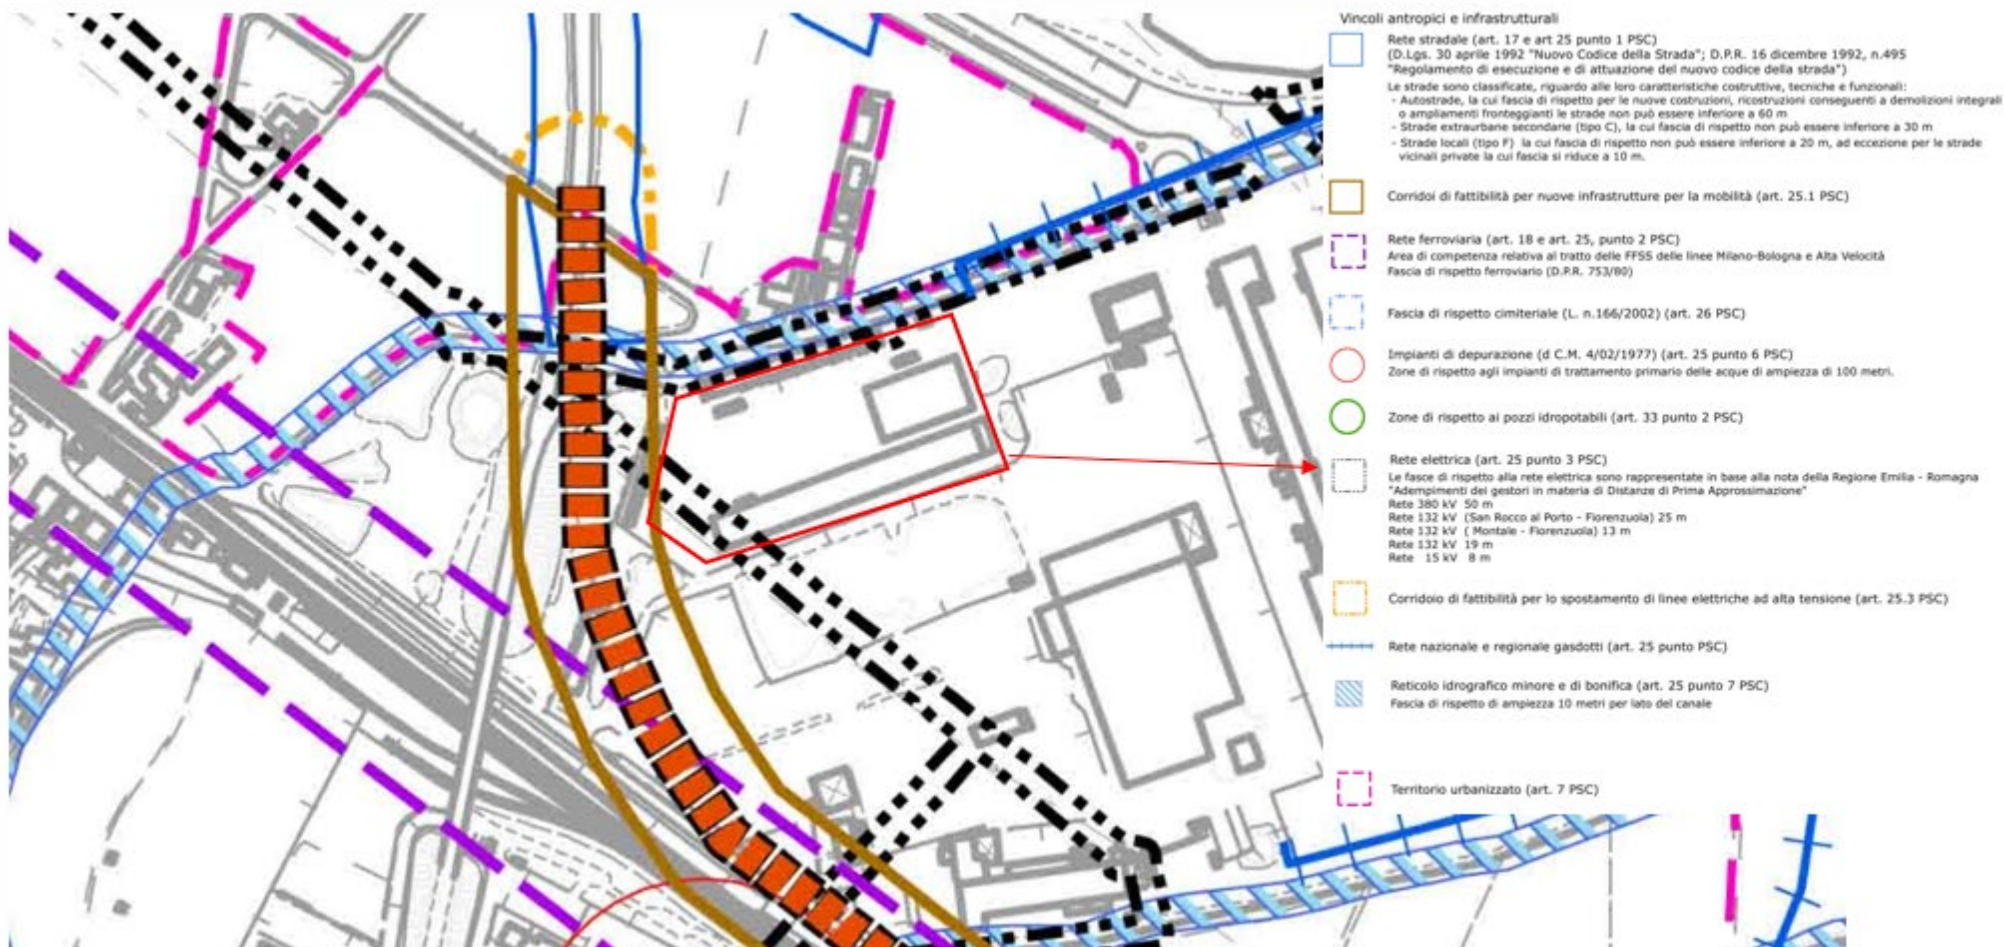 Vincoli antropici e infrastrutturali
Rete stradale (art. 17 e art 25 punto 1 PSC)
(D.Lgs. 30 aprile 1992 "Nuovo Codice della Strada"; D.P.R. 16 dicembre 1992, n.495
"Regolamento di esecuzione e di attuazione del nuovo codice della strada")
Le strade sono classificate, riguardo alle loro caratteristiche costruttive, tecniche e funzionali:
- Autostrade, la cui fascia di rispetto per le nuove costruzioni, ricostruzioni conseguenti a demolizioni integrali
o ampliamenti fronteggianti le strade non può essere inferiore a 60 m
- Strade extraurbane secondarie (tipo C), la cui fascia di rispetto non può essere inferiore a 30 m
- Strade locali (tipo F) la cui fascia di rispetto non può essere inferiore a 20 m, ad eccezione per le strade
vicinali private la cui fascia si riduce a 10 m.
Corridoi di fattibilità per nuove infrastrutture per la mobilità (art. 25.1 PSC)
Rete ferroviaria (art. 18 e art. 25, punto 2 PSC)
Area di competenza relativa al tratto delle FFSS delle linee Milano-Bologna e Alta Velocità
Fascia di rispetto ferroviario (D.P.R. 753/80)
Fascia di rispetto cimiteriale (L. n.166/2002) (art. 26 PSC)
Impianti di depurazione (d C.M. 4/02/1977) (art. 25 punto 6 PSC)
Zone di rispetto agli impianti di trattamento primario delle acque di ampiezza di 100 metri.
Zone di rispetto ai pozzi idropotabili (art. 33 punto 2 PSC)
Rete elettrica (art. 25 punto 3 PSC)
Le fasce di rispetto alla rete elettrica sono rappresentate in base alla nota della Regione Emilia - Romagna
"Adempimenti dei gestori in materia di Distanze di Prima Approssimazione"
Rete 380 kV 50 m
Rete 132 kV (San Rocco al Porto - Fiorenzuola) 25 m
Rete 132 kV ( Montale - Fiorenzuola) 13 m
Rete 132 kV 19 m
Rete 15 kV 8 m
Corridoio di fattibilità per lo spostamento di linee elettriche ad alta tensione (art. 25.3 PSC)
Rete nazionale e regionale gasdotti (art. 25 punto PSC)
Reticolo idrografico minore e di bonifica (art. 25 punto 7 PSC)
Fascia di rispetto di ampiezza 10 metri per lato del canale
Territorio urbanizzato (art. 7 PSC)